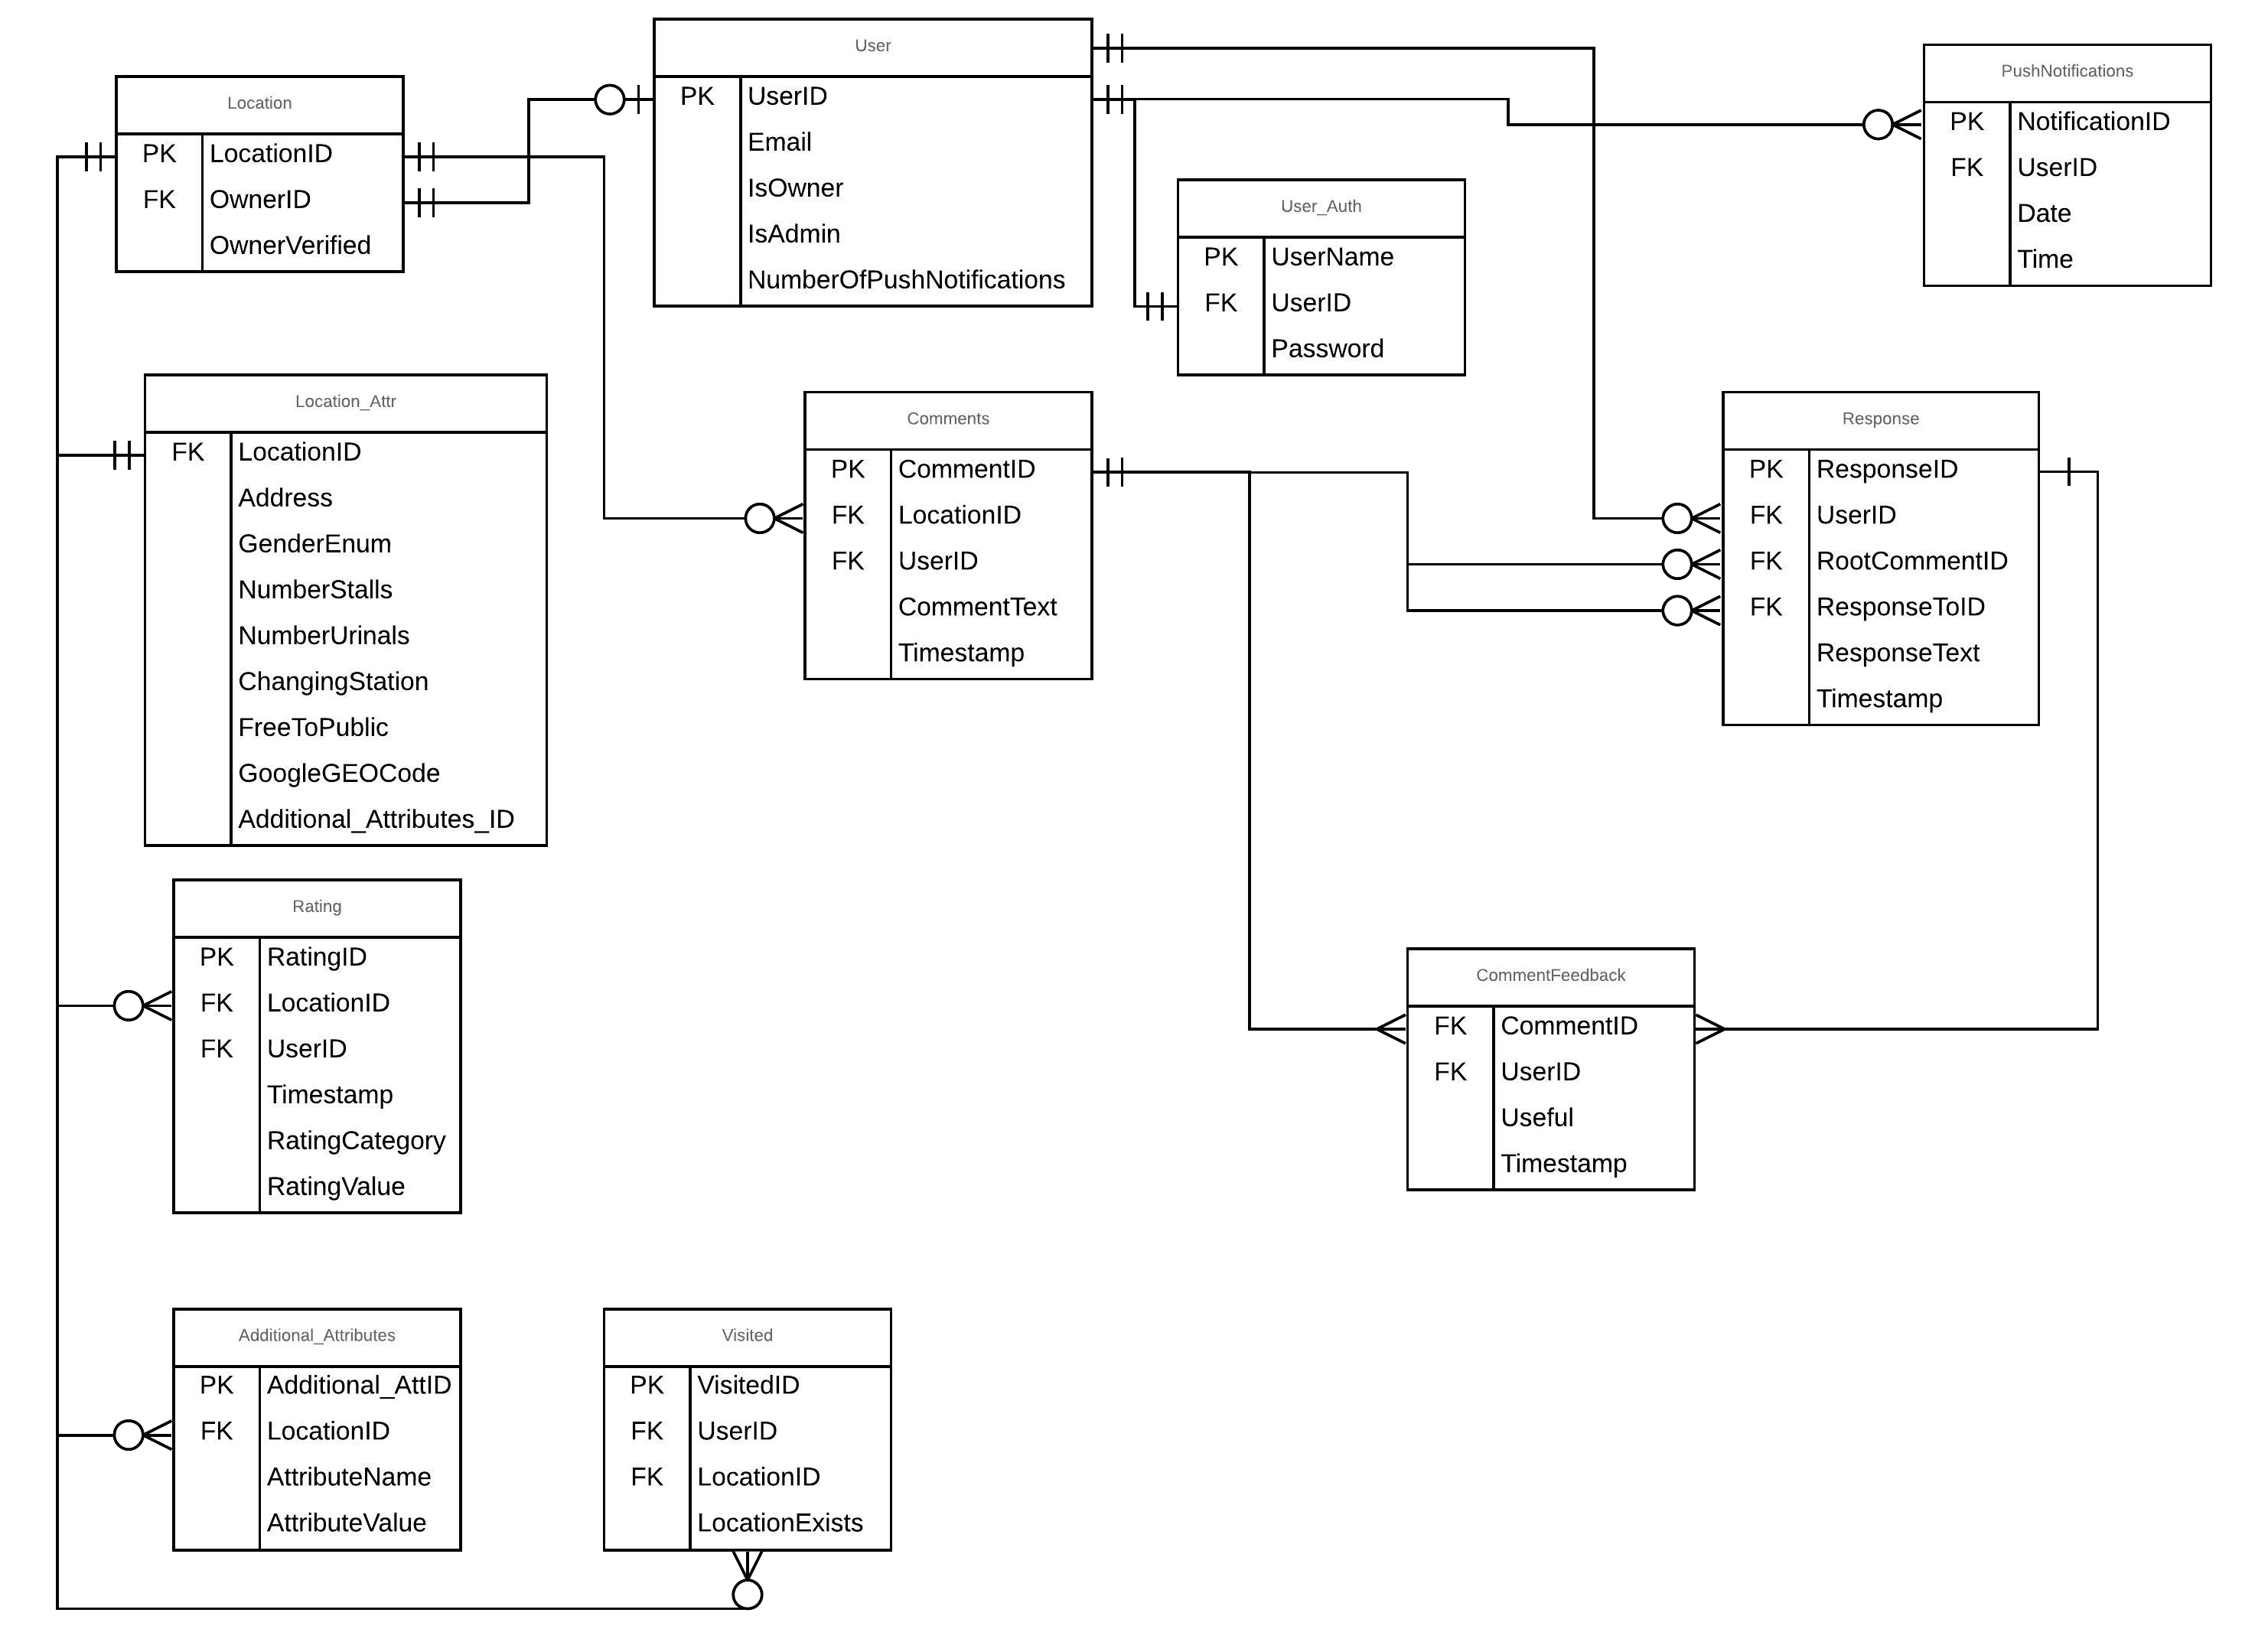 User
PK UserID
Email
IsOwner
IsAdmin
NumberOfPushNotifications
PushNotifications
PK NotificationID
FK UserID
Date
Time
Location
PK LocationID
FK OwnerID
OwnerVerified
User_Auth
PK UserName
FK UserID
Password
Location_Attr
FK LocationID
Address
GenderEnum
NumberStalls
NumberUrinals
ChangingStation
FreeToPublic
GoogleGEOCode
Additional_Attributes_ID
Comments
PK CommentID
FK LocationID
FK UserID
CommentText
Timestamp
Response
PK ResponseID
FK UserID
FK RootCommentID
FK ResponseToID
ResponseText
Timestamp
Rating
PK RatingID
FK LocationID
FK UserID
Timestamp
RatingCategory
RatingValue
CommentFeedback
FK CommentID
FK UserID
Useful
Timestamp
Additional_Attributes
PK Additional_AttID
FK LocationID
AttributeName
AttributeValue
Visited
PK VisitedID
FK UserID
FK LocationID
LocationExists